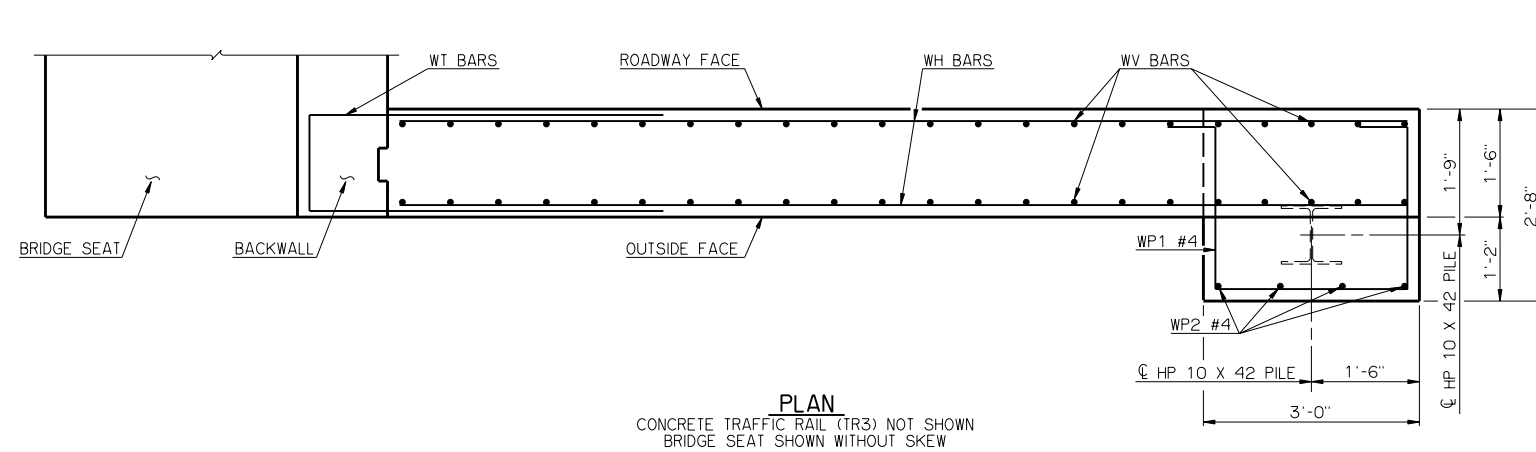 WT BARS
ROADWAY FACE
WH BARS
WV BARS
1'-9"
1'-6"
2'-8"
BRIDGE SEAT
BACKWALL
OUTSIDE FACE
WP1 #4
1'-2"
WP2 #4
℄ HP 10 X 42 PILE
℄ HP 10 X 42 PILE
1'-6"
3'-0"
PLAN
CONCRETE TRAFFIC RAIL (TR3) NOT SHOWN
BRIDGE SEAT SHOWN WITHOUT SKEW